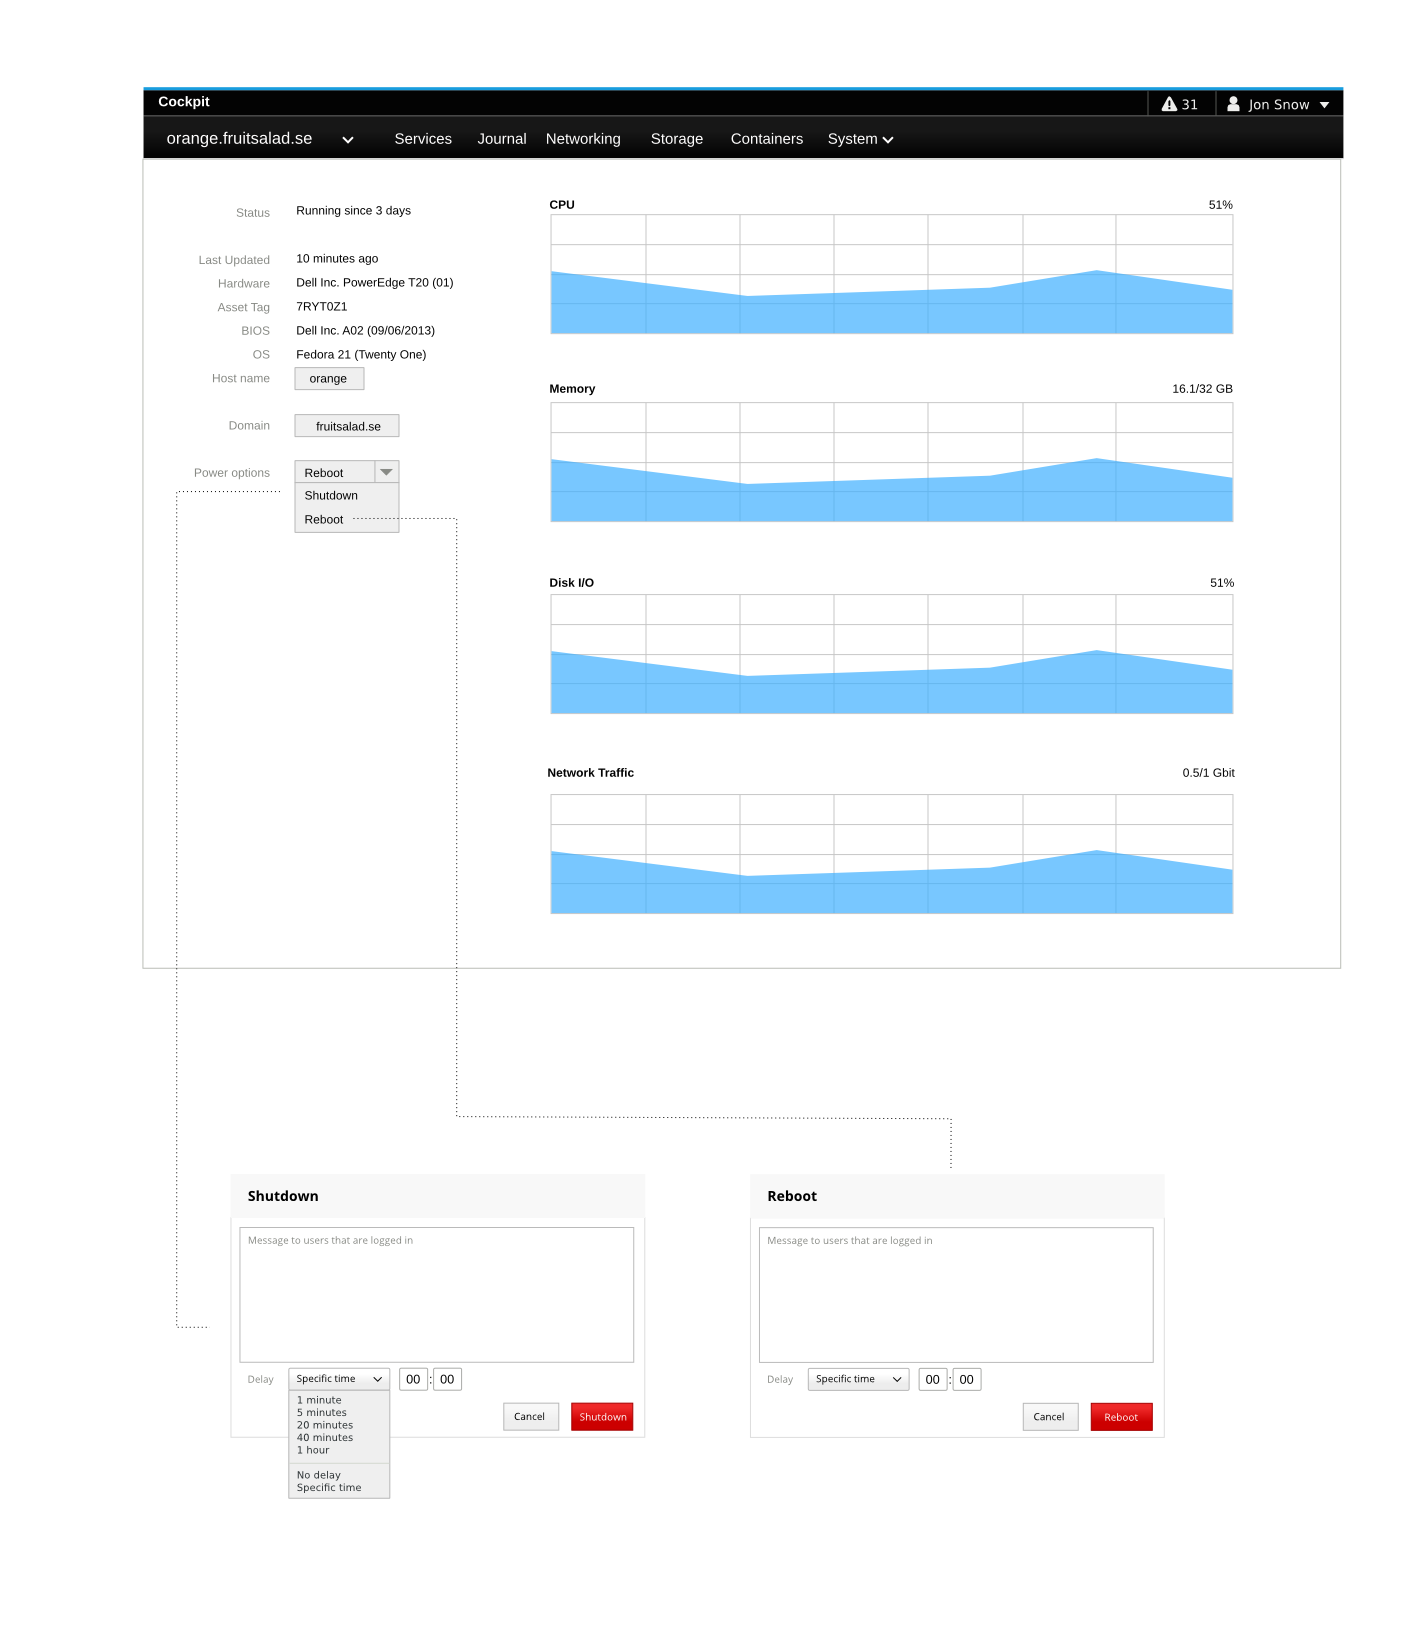 Cockpit
31
Jon Snow
orange.fruitsalad.se
Services
Journal
Networking
Storage
Containers
System
Status
Running since 3 days
Last Updated
10 minutes ago
Hardware
Dell Inc. PowerEdge T20 (01)
Asset Tag
7RYT0Z1
BIOS
Dell Inc. A02 (09/06/2013)
OS
Fedora 21 (Twenty One)
Host name
orange
Domain
fruitsalad.se
Power options
Reboot
Shutdown
Reboot
CPU
51%
Memory
16.1/32 GB
Disk I/O
51%
Network Traffic
0.5/1 Gbit
Shutdown
Message to users that are logged in
Delay
Specific time
00 : 00
1 minute
5 minutes
20 minutes
40 minutes
1 hour
No delay
Specific time
Cancel
Shutdown
Reboot
Message to users that are logged in
Delay
Specific time
00 : 00
Cancel
Reboot